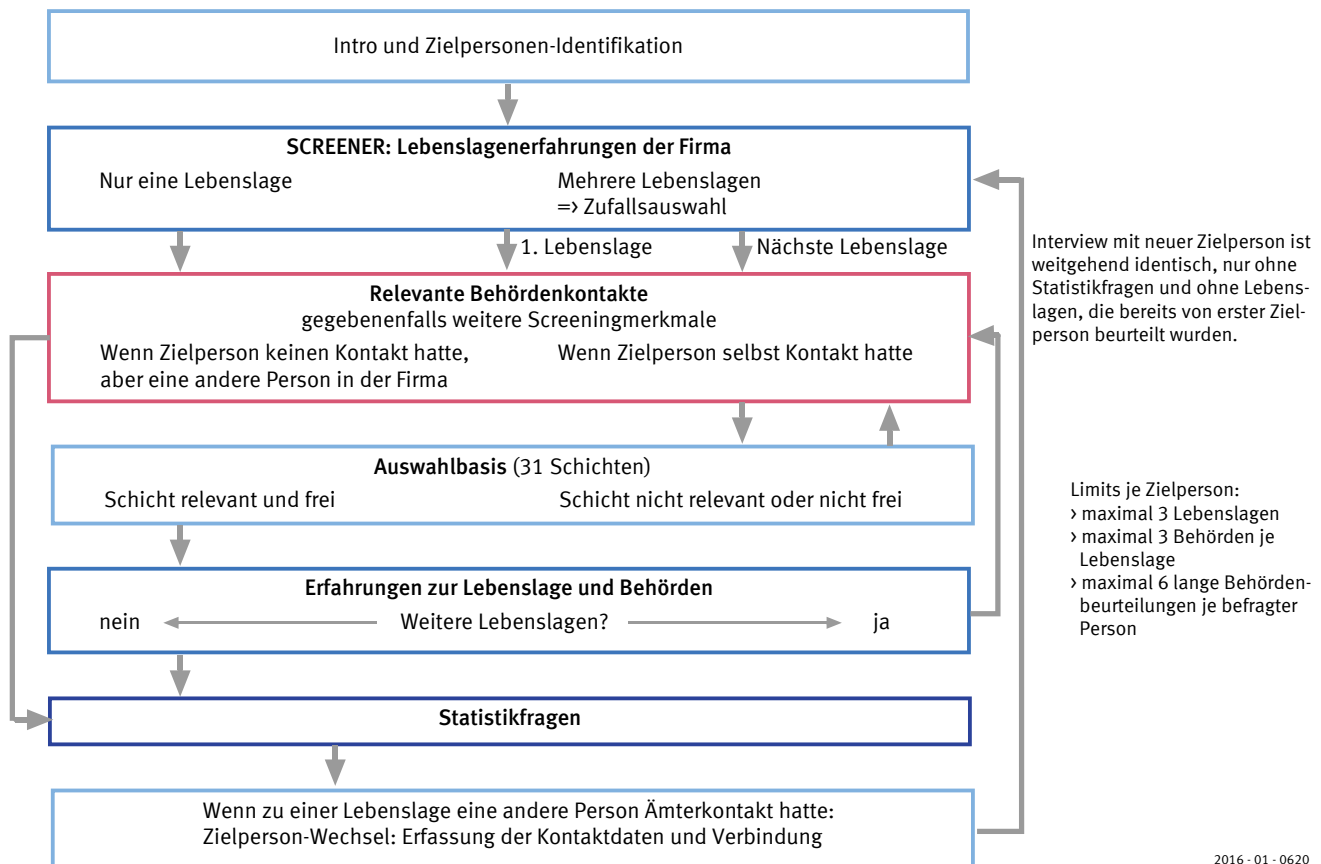 Intro und Zielpersonen-Identifikation
SCREENER: Lebenslagenerfahrungen der Firma
Nur eine Lebenslage
Mehrere Lebenslagen
=> Zufallsauswahl
1. Lebenslage
Nächste Lebenslage
Interview mit neuer Zielperson ist
weitgehend identisch, nur ohne
Statistikfragen und ohne Lebens-
lagen, die bereits von erster Ziel-
person beurteilt wurden.
Relevante Behördenkontakte
gegebenenfalls weitere Screeningmerkmale
Wenn Zielperson keinen Kontakt hatte,
aber eine andere Person in der Firma
Wenn Zielperson selbst Kontakt hatte
Auswahlbasis (31 Schichten)
Schicht relevant und frei
Schicht nicht relevant oder nicht frei
Limits je Zielperson:
› maximal 3 Lebenslagen
› maximal 3 Behörden je
Lebenslage
› maximal 6 lange Behörden-
beurteilungen je befragter
Person
Erfahrungen zur Lebenslage und Behörden
nein
Weitere Lebenslagen?
ja
Statistikfragen
Wenn zu einer Lebenslage eine andere Person Ämterkontakt hatte:
Zielperson-Wechsel: Erfassung der Kontaktdaten und Verbindung
2016 - 01 - 0620